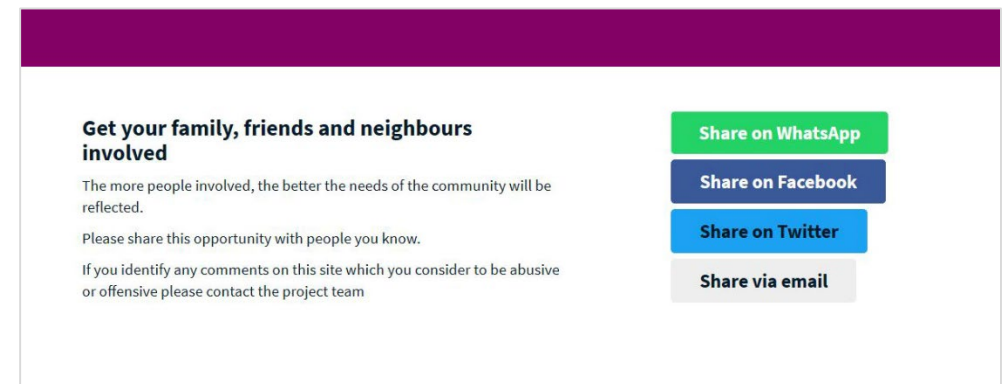 Get your family, friends and neighbours
involved
The more people involved, the better the needs of the community will be
reflected.
Please share this opportunity with people you know.
If you identify any comments on this site which you consider to be abusive
or offensive please contact the project team
Share on WhatsApp
Share on Facebook
Share on Twitter
Share via email